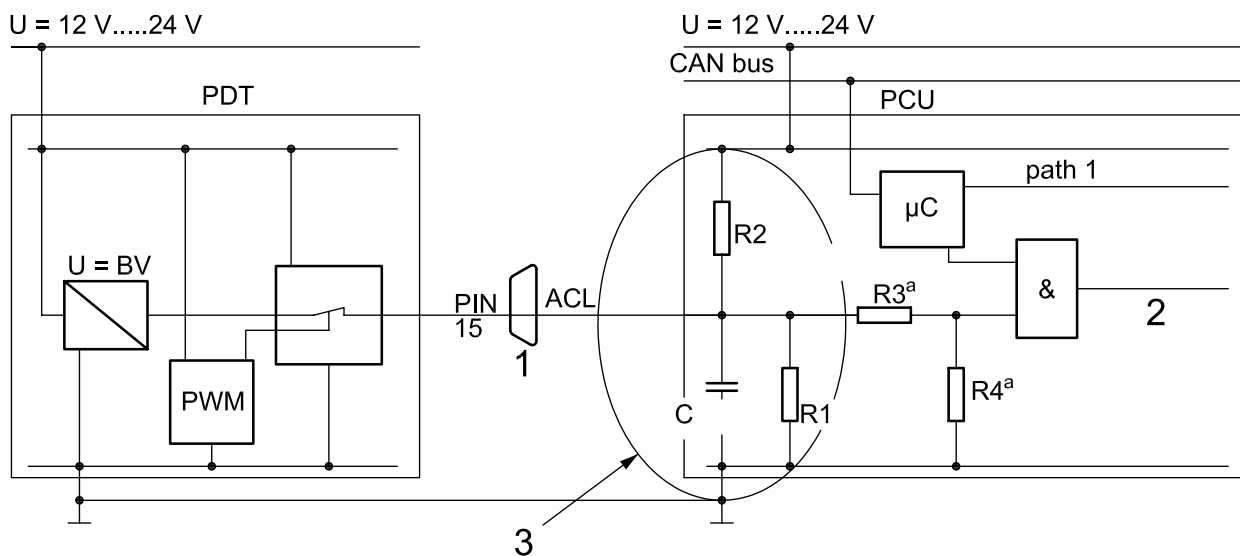 U = 12 V.....24 V
U = 12 V.....24 V
CAN bus
PDT
PCU
path 1
µC
R2
U = BV
PIN
15
ACL
R3ᵃ
&
2
1
PWM
C
R1
R4ᵃ
3